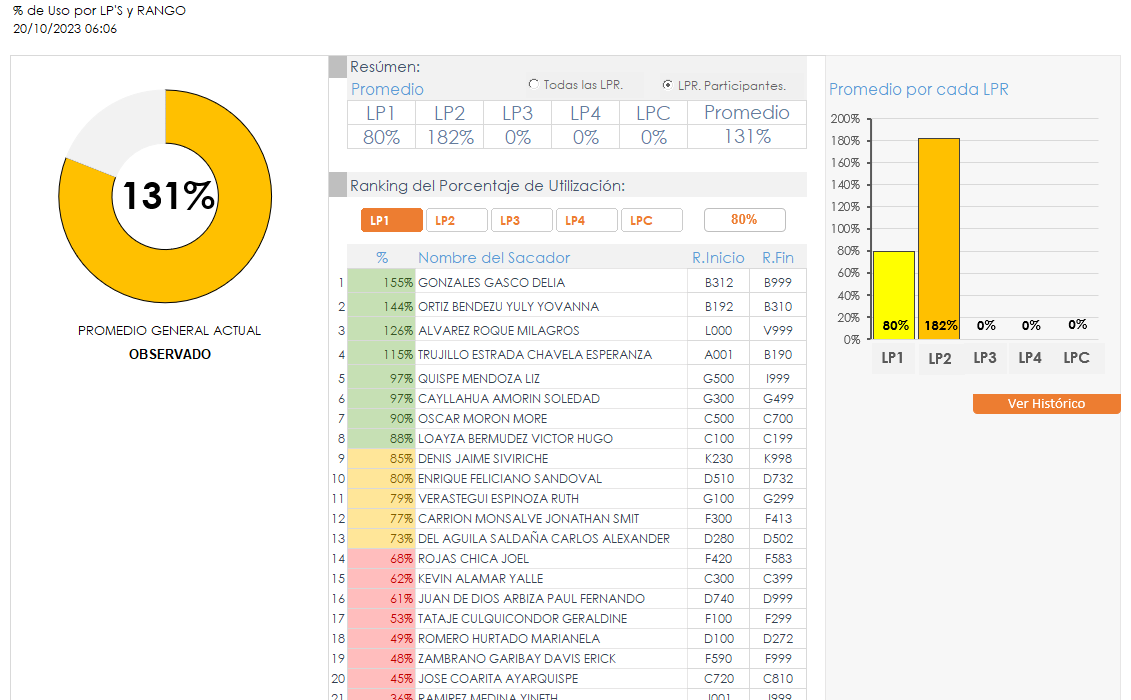 % de Uso por LP'S y RANGO
20/10/2023 06:06
131%
PROMEDIO GENERAL ACTUAL
OBSERVADO
Resúmen:
Promedio
Todas las LPR. LPR. Participantes.
LP1 LP2 LP3 LP4 LPC Promedio
80% 182% 0% 0% 0% 131%
Ranking del Porcentaje de Utilización:
LP1 LP2 LP3 LP4 LPC 80%
% Nombre del Sacador R.Inicio R.Fin
1 155% GONZALES GASCO DELIA B312 B999
2 144% ORTIZ BENDEZU YULY YOVANNA B192 B310
3 126% ALVAREZ ROQUE MILAGROS L000 V999
4 115% TRUJILLO ESTRADA CHAVELA ESPERANZA A001 B190
5 97% QUISPE MENDOZA LIZ G500 I999
6 97% CAYLLAHUA AMORIN SOLEDAD G300 G499
7 90% OSCAR MORON MORE C500 C700
8 88% LOAYZA BERMUDEZ VICTOR HUGO C100 C199
9 85% DENIS JAIME SIVIRICHE K230 K998
10 80% ENRIQUE FELICIANO SANDOVAL D510 D732
11 79% VERASTEGUI ESPINOZA RUTH G100 G299
12 77% CARRION MONSALVE JONATHAN SMIT F300 F413
13 73% DEL AGUILA SALDAÑA CARLOS ALEXANDER D280 D502
14 68% ROJAS CHICA JOEL F420 F583
15 62% KEVIN ALAMAR YALLE C300 C399
16 61% JUAN DE DIOS ARBIZA PAUL FERNANDO D740 D999
17 53% TATAJE CULQUICONDOR GERALDINE F100 F299
18 49% ROMERO HURTADO MARIANELA D100 D272
19 48% ZAMBRANO GARIBAY DAVIS ERICK F590 F999
20 45% JOSE COARITA AYARQUISPE C720 C810
21 36% RAMIREZ MEDINA YINETH J001 J999
Promedio por cada LPR
200%
180%
160%
140%
120%
100%
80%
60%
40%
20%
0%
80% 182% 0% 0% 0%
LP1 LP2 LP3 LP4 LPC
Ver Histórico